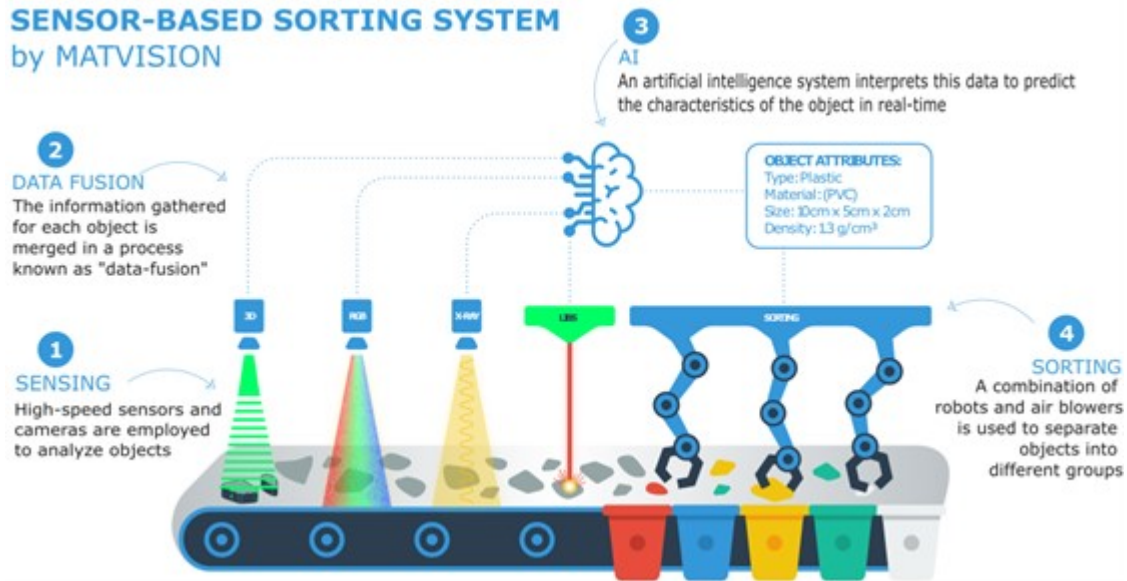 SENSOR-BASED SORTING SYSTEM
by MATVISION
3
AI
An artificial intelligence system interprets this data to predict
the characteristics of the object in real-time
2
DATA FUSION
The information gathered
for each object is
merged in a process
known as "data-fusion"
OBJECT ATTRIBUTES:
Type: Plastic
Material: (PVC)
Size: 10cm x 5cm x 2cm
Density: 1.3 g/cm³
3D
RGB
X-RAY
LIBS
SORTING
1
SENSING
High-speed sensors and
cameras are employed
to analyze objects
4
SORTING
A combination of
robots and air blowers
is used to separate
objects into
different groups